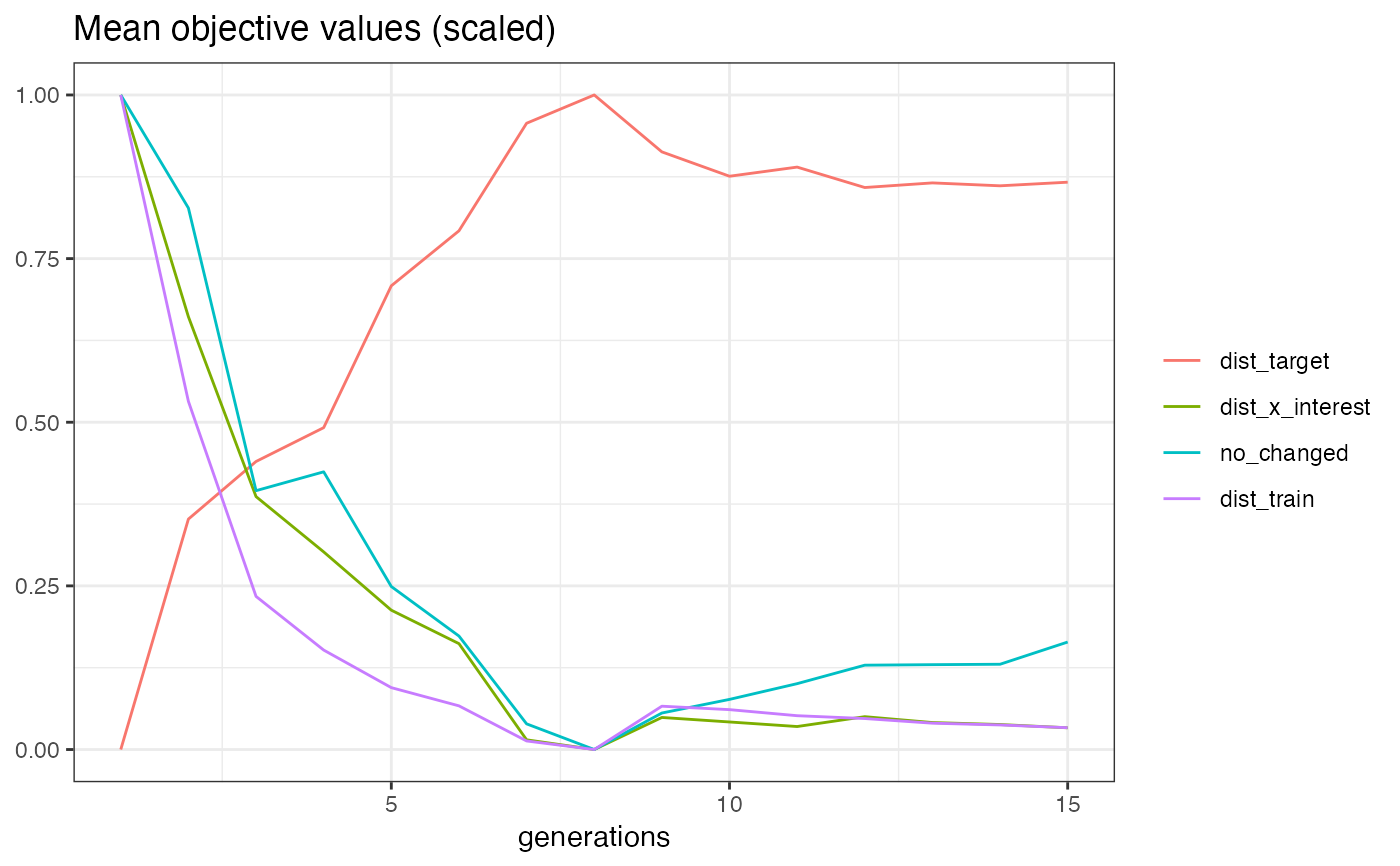 Mean objective values (scaled)
1.00
0.75
0.50
0.25
0.00
5
10
15
generations
dist_target
dist_x_interest
no_changed
dist_train